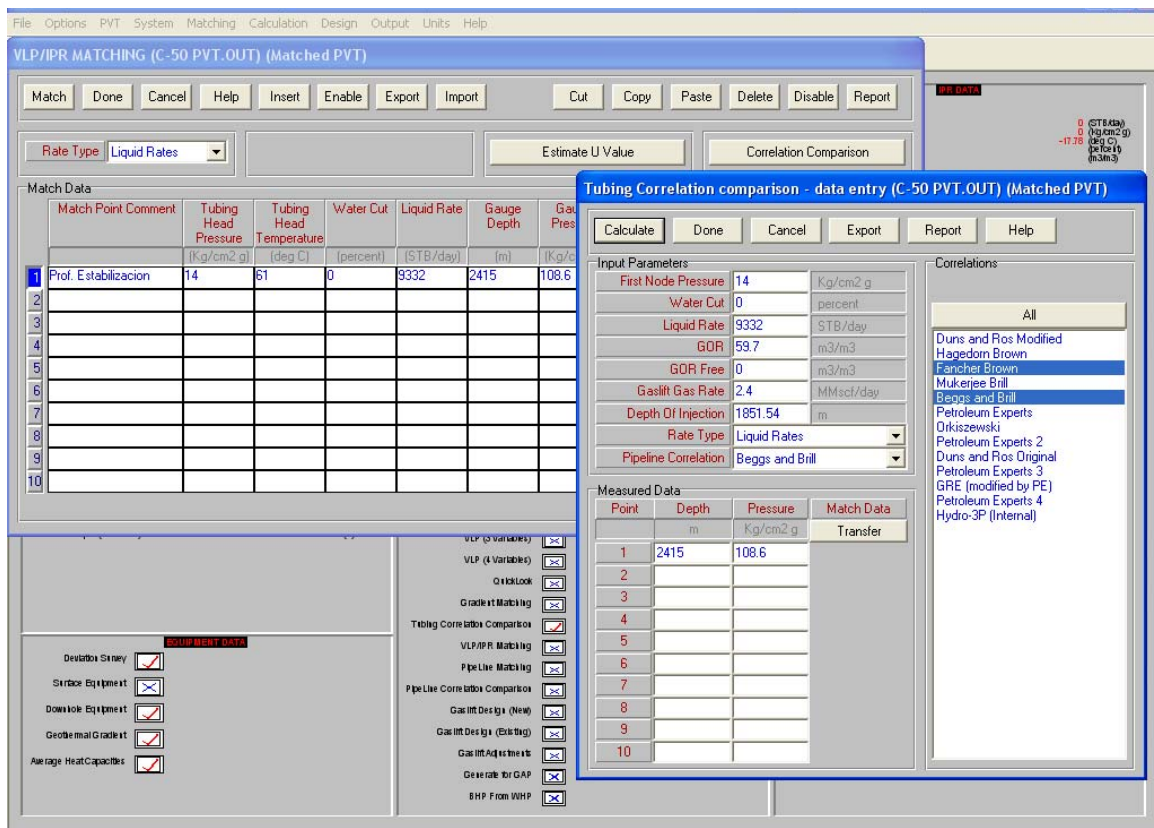 File Options PVT System Matching Calculation Design Output Units Help
VLP/IPR MATCHING (C-50 PVT.OUT) (Matched PVT)
Match Done Cancel Help Insert Enable Export Import Cut Copy Paste Delete Disable Report
Rate Type Liquid Rates Estimate U Value Correlation Comparison
Match Data
Match Point Comment Tubing Head Pressure Tubing Head Temperature Water Cut Liquid Rate Gauge Depth
(Kg/cm2 g) (deg C) (percent) (STB/day) (m)
1 Prof. Estabilizacion 14 61 0 9332 2415 108.6
2
3
4
5
6
7
8
9
10
IPR DATA
0 (STB/day)
0 (kg/cm2 g)
-17.78 (deg C)
(percent)
(m3/m3)
Tubing Correlation comparison - data entry (C-50 PVT.OUT) (Matched PVT)
Calculate Done Cancel Export Report Help
Input Parameters
First Node Pressure 14 Kg/cm2 g
Water Cut 0 percent
Liquid Rate 9332 STB/day
GOR 59.7 m3/m3
GOR Free 0 m3/m3
Gaslift Gas Rate 2.4 MMscf/day
Depth Of Injection 1851.54 m
Rate Type Liquid Rates
Pipeline Correlation Beggs and Brill
Correlations
All
Duns and Ros Modified
Hagedorn Brown
Fancher Brown
Mukerjee Brill
Beggs and Brill
Petroleum Experts
Orkiszewski
Petroleum Experts 2
Duns and Ros Original
Petroleum Experts 3
GRE (modified by PE)
Petroleum Experts 4
Hydro-3P (Internal)
Measured Data
Point Depth Pressure Match Data
m Kg/cm2 g Transfer
1 2415 108.6
2
3
4
5
6
7
8
9
10
VLP (3 Variables)
VLP (4 Variables)
QuickLook
Gradient Matching
Tubing Correlation Comparison
VLP/IPR Matching
PipeLine Matching
PipeLine Correlation Comparison
Gaslift Design (New)
Gaslift Design (Existing)
Gaslift Adjustments
Generate for GAP
BHP From WHP
EQUIPMENT DATA
Deviation Survey
Surface Equipment
Downhole Equipment
Geothermal Gradient
Average Heat Capacities